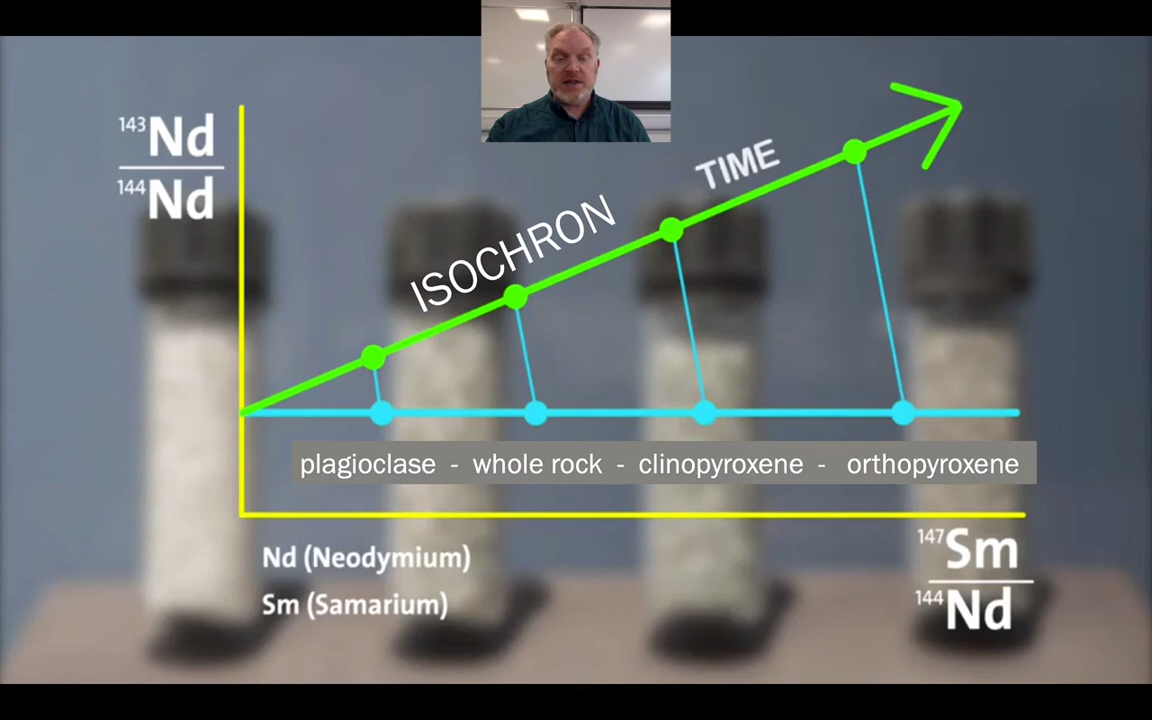 ¹⁴³Nd
¹⁴⁴Nd
TIME
ISOCHRON
plagioclase - whole rock - clinopyroxene - orthopyroxene
Nd (Neodymium)
Sm (Samarium)
¹⁴⁷Sm
¹⁴⁴Nd